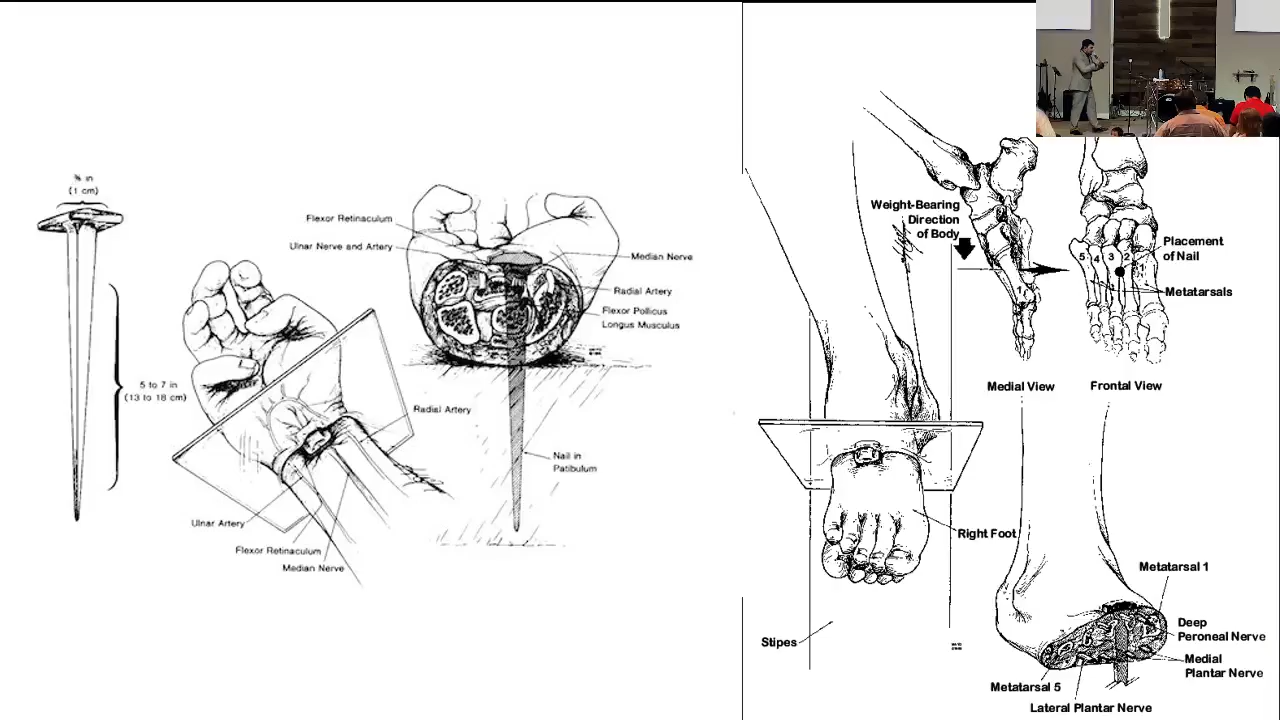 ⅜ in
(1 cm)
5 to 7 in
(13 to 18 cm)
Flexor Retinaculum
Ulnar Nerve and Artery
Median Nerve
Radial Artery
Flexor Pollicus
Longus Musculus
Radial Artery
Nail in
Patibulum
Ulnar Artery
Flexor Retinaculum
Median Nerve
Weight-Bearing
Direction
of Body
Placement
of Nail
5 4 3 2
1
Metatarsals
Medial View
Frontal View
Right Foot
Stipes
Metatarsal 1
Deep
Peroneal Nerve
Medial
Plantar Nerve
Metatarsal 5
Lateral Plantar Nerve